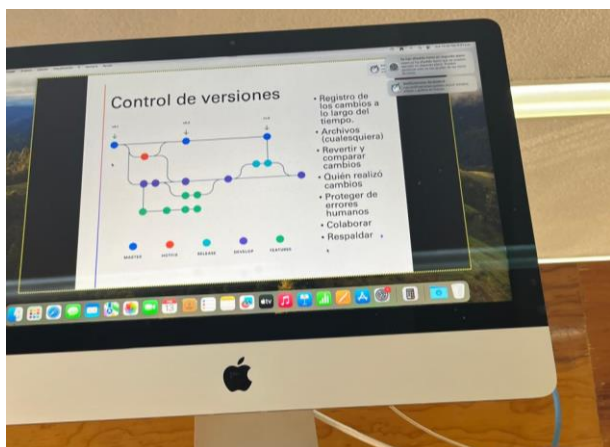 Control de versiones
• Registro de
los cambios a
lo largo del
tiempo.
• Archivos
(cualesquiera)
• Revertir y
comparar
cambios
• Quién realizó
cambios
• Proteger de
errores
humanos
• Colaborar
• Respaldar
MASTER HOTFIX RELEASE DEVELOP FEATURES